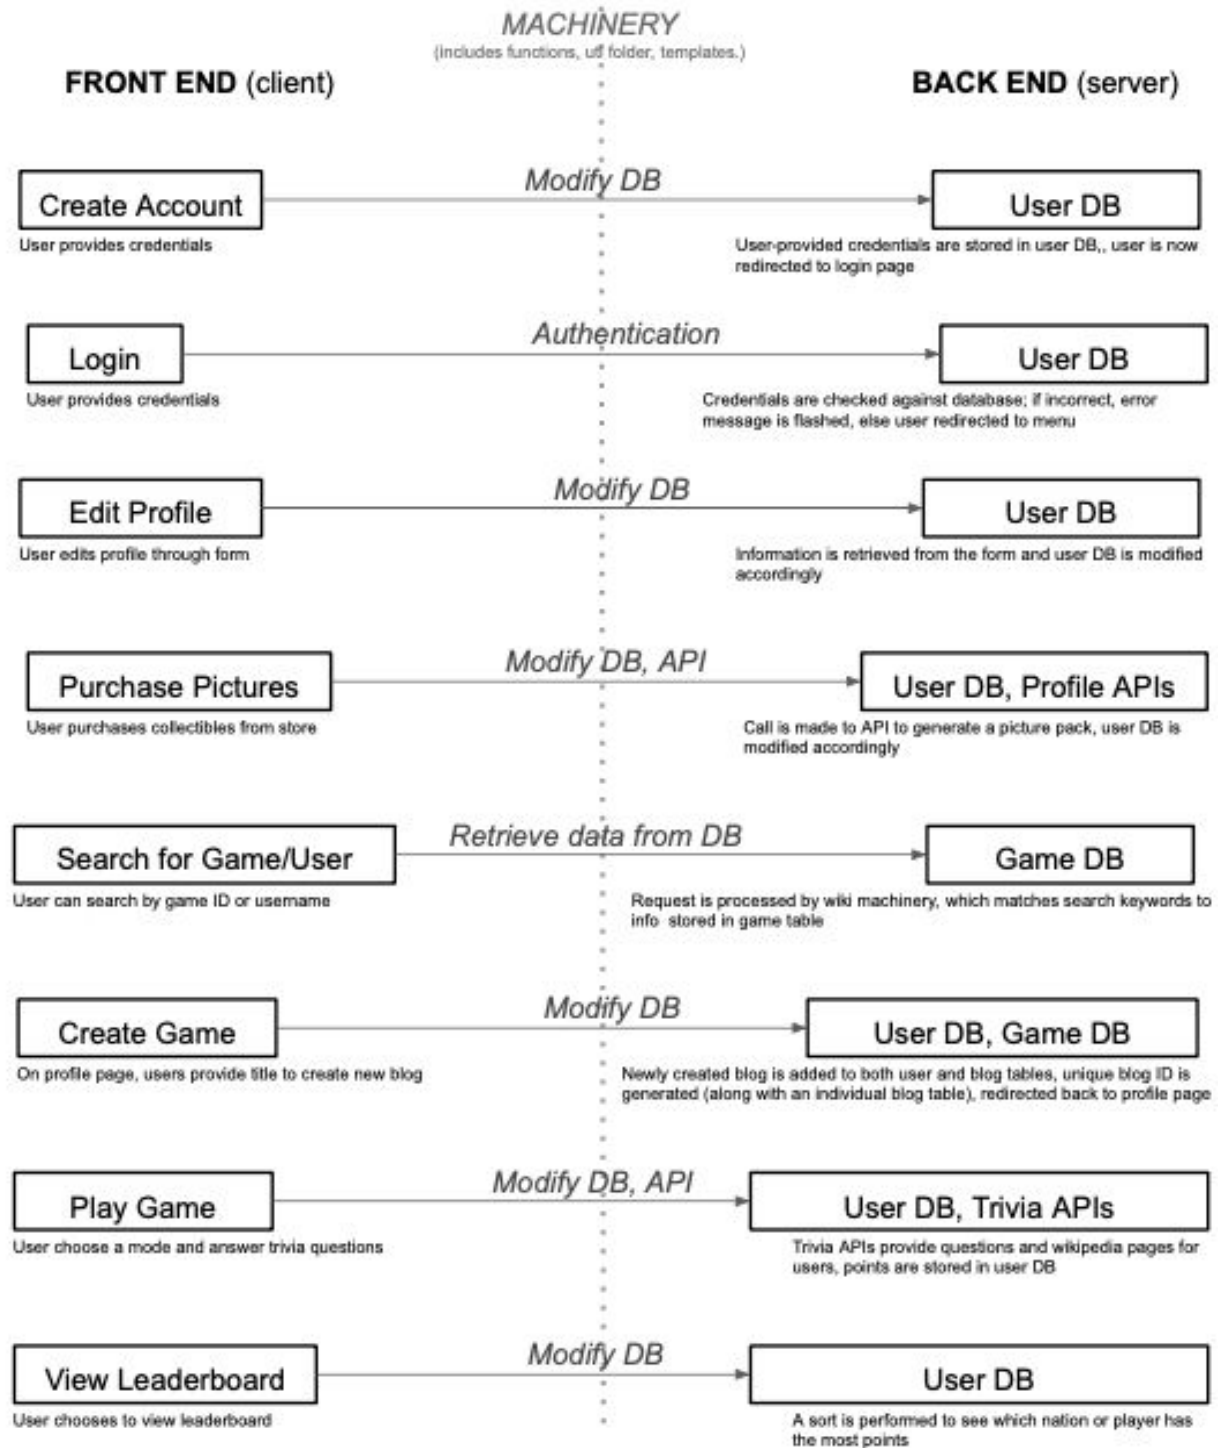 MACHINERY
(includes functions, utl folder, templates.)
FRONT END (client)
BACK END (server)
Modify DB
Create Account
User DB
User provides credentials
User-provided credentials are stored in user DB,, user is now
redirected to login page
Authentication
Login
User DB
User provides credentials
Credentials are checked against database; if incorrect, error
message is flashed, else user redirected to menu
Modify DB
Edit Profile
User DB
User edits profile through form
Information is retrieved from the form and user DB is modified
accordingly
Modify DB, API
Purchase Pictures
User DB, Profile APIs
User purchases collectibles from store
Call is made to API to generate a picture pack, user DB is
modified accordingly
Retrieve data from DB
Search for Game/User
Game DB
User can search by game ID or username
Request is processed by wiki machinery, which matches search keywords to
info stored in game table
Modify DB
Create Game
User DB, Game DB
On profile page, users provide title to create new blog
Newly created blog is added to both user and blog tables, unique blog ID is
generated (along with an individual blog table), redirected back to profile page
Modify DB, API
Play Game
User DB, Trivia APIs
User choose a mode and answer trivia questions
Trivia APIs provide questions and wikipedia pages for
users, points are stored in user DB
Modify DB
View Leaderboard
User DB
User chooses to view leaderboard
A sort is performed to see which nation or player has
the most points